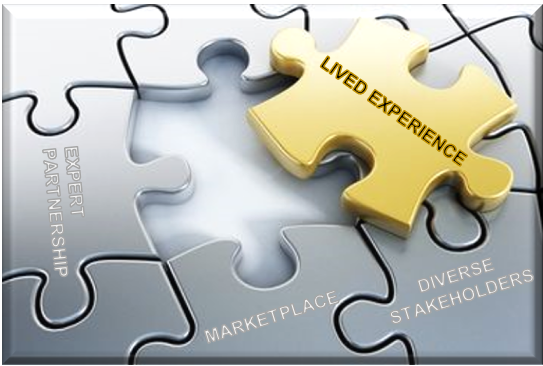 LIVED EXPERIENCE
EXPERT
PARTNERSHIP
MARKETPLACE
DIVERSE
STAKEHOLDERS